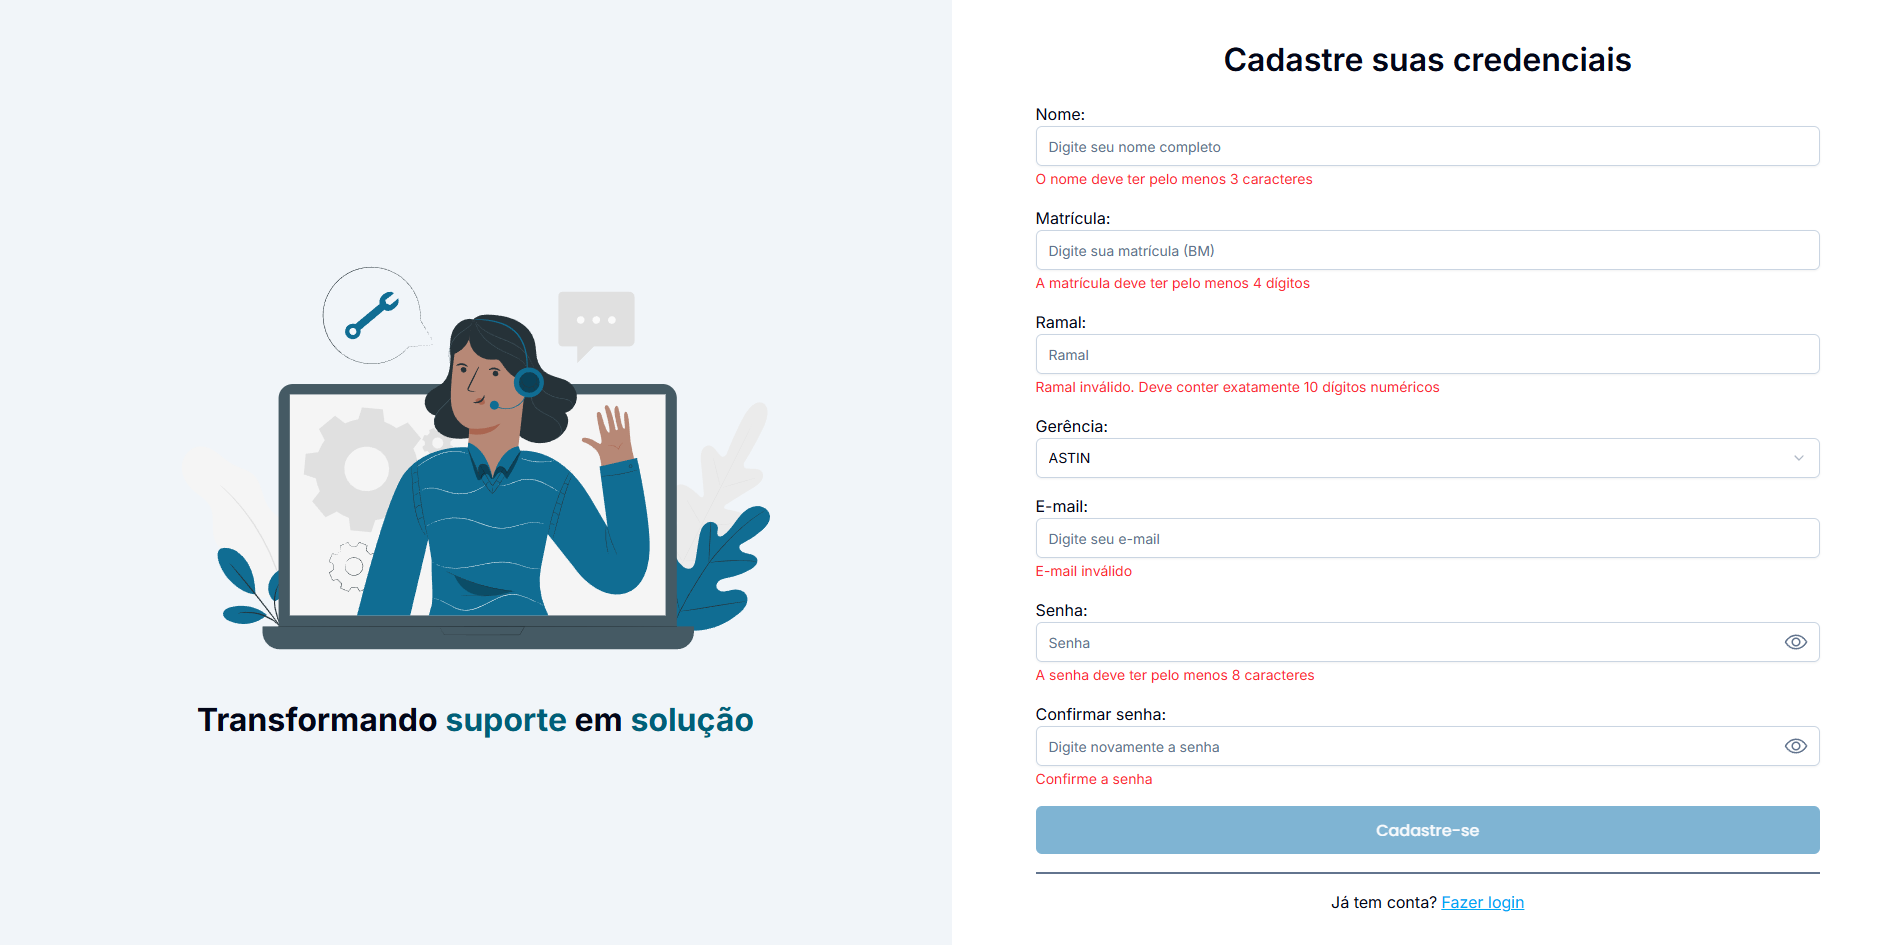 Transformando suporte em solução
Cadastre suas credenciais
Nome:
Digite seu nome completo
O nome deve ter pelo menos 3 caracteres
Matrícula:
Digite sua matrícula (BM)
A matrícula deve ter pelo menos 4 dígitos
Ramal:
Ramal
Ramal inválido. Deve conter exatamente 10 dígitos numéricos
Gerência:
ASTIN
E-mail:
Digite seu e-mail
E-mail inválido
Senha:
Senha
A senha deve ter pelo menos 8 caracteres
Confirmar senha:
Digite novamente a senha
Confirme a senha
Cadastre-se
Já tem conta? Fazer login